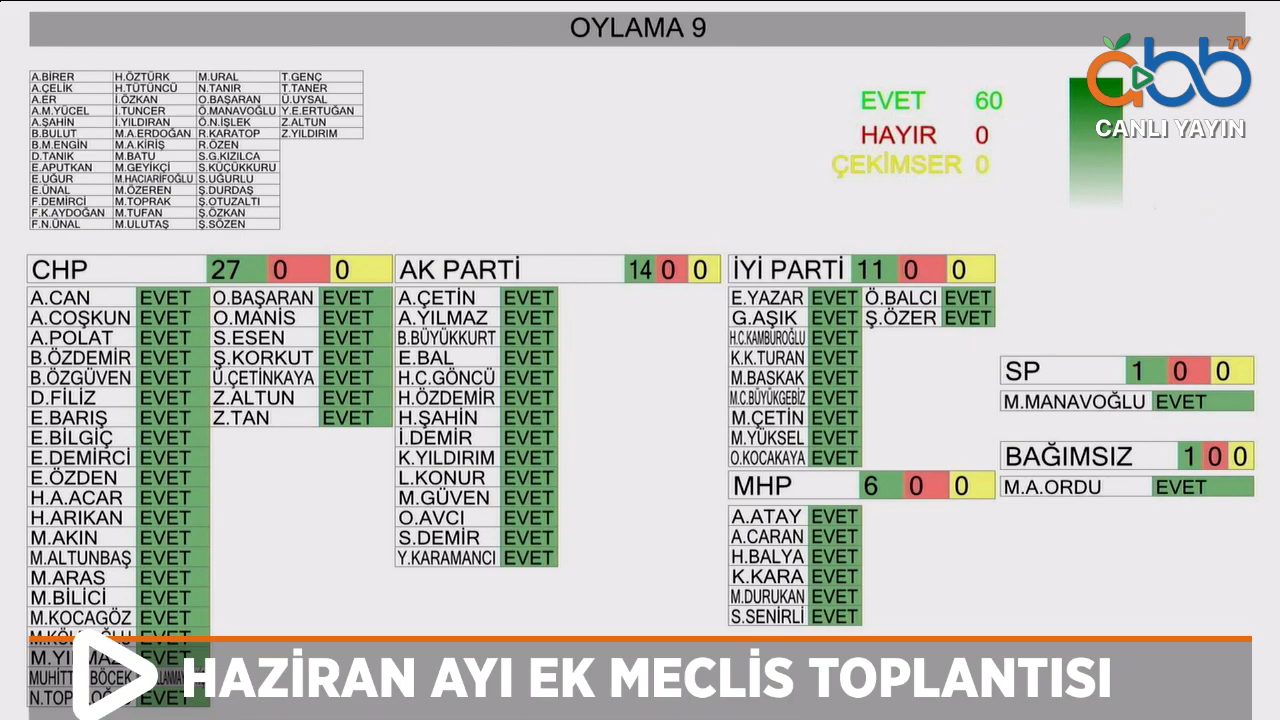 OYLAMA 9
abb TV
CANLI YAYIN
A.BİRER H.ÖZTÜRK M.URAL T.GENÇ
A.ÇELİK H.TÜTÜNCÜ N.TANIR T.TANER
A.ER İ.ÖZKAN O.BAŞARAN Ü.UYSAL
A.M.YÜCEL İ.TUNCER O.MANAVOĞLU Y.E.ERTUĞAN
A.ŞAHİN İ.YILDIRAN Ö.N.İŞLEK Z.ALTUN
B.BULUT M.A.ERDOĞAN R.KARATOP Z.YILDIRIM
B.M.ENGİN M.A.KİRİŞ R.ÖZEN
D.TANIK M.BATU S.G.KIZILCA
E.APUTKAN M.GEYİKÇİ S.KÜÇÜKKURU
E.UĞUR M.HACIARİFOĞLU S.UĞURLU
E.ÜNAL M.ÖZEREN Ş.DURDAŞ
F.DEMİRCİ M.TOPRAK Ş.OTUZALTI
F.K.AYDOĞAN M.TUFAN Ş.ÖZKAN
F.N.ÜNAL M.ULUTAŞ Ş.SÖZEN
EVET 60
HAYIR 0
ÇEKİMSER 0
CHP 27 0 0
A.CAN EVET O.BAŞARAN EVET
A.COŞKUN EVET O.MANİS EVET
A.POLAT EVET S.ESEN EVET
B.ÖZDEMİR EVET Ş.KORKUT EVET
B.ÖZGÜVEN EVET Ü.ÇETİNKAYA EVET
D.FİLİZ EVET Z.ALTUN EVET
E.BARIŞ EVET Z.TAN EVET
E.BİLGİÇ EVET
E.DEMİRCİ EVET
E.ÖZDEN EVET
H.A.ACAR EVET
H.ARIKAN EVET
M.AKIN EVET
M.ALTUNBAŞ EVET
M.ARAS EVET
M.BİLİCİ EVET
M.KOCAGÖZ EVET
EVET
EVET
BÖCEK
EVET
AK PARTİ 14 0 0
A.ÇETİN EVET
A.YILMAZ EVET
B.BÜYÜKKURT EVET
E.BAL EVET
H.C.GÖNCÜ EVET
H.ÖZDEMİR EVET
H.ŞAHİN EVET
İ.DEMİR EVET
K.YILDIRIM EVET
L.KONUR EVET
M.GÜVEN EVET
O.AVCI EVET
S.DEMİR EVET
Y.KARAMANCI EVET
İYİ PARTİ 11 0 0
E.YAZAR EVET Ö.BALCI EVET
G.AŞIK EVET Ş.ÖZER EVET
H.C.KAMBUROĞLU EVET
K.K.TURAN EVET
M.BAŞKAK EVET
M.C.BÜYÜKGEBİZ EVET
M.ÇETİN EVET
M.YÜKSEL EVET
O.KOCAKAYA EVET
MHP 6 0 0
A.ATAY EVET
A.CARAN EVET
H.BALYA EVET
K.KARA EVET
M.DURUKAN EVET
S.SENİRLİ EVET
SP 1 0 0
M.MANAVOĞLU EVET
BAĞIMSIZ 1 0 0
M.A.ORDU EVET
HAZİRAN AYI EK MECLİS TOPLANTISI